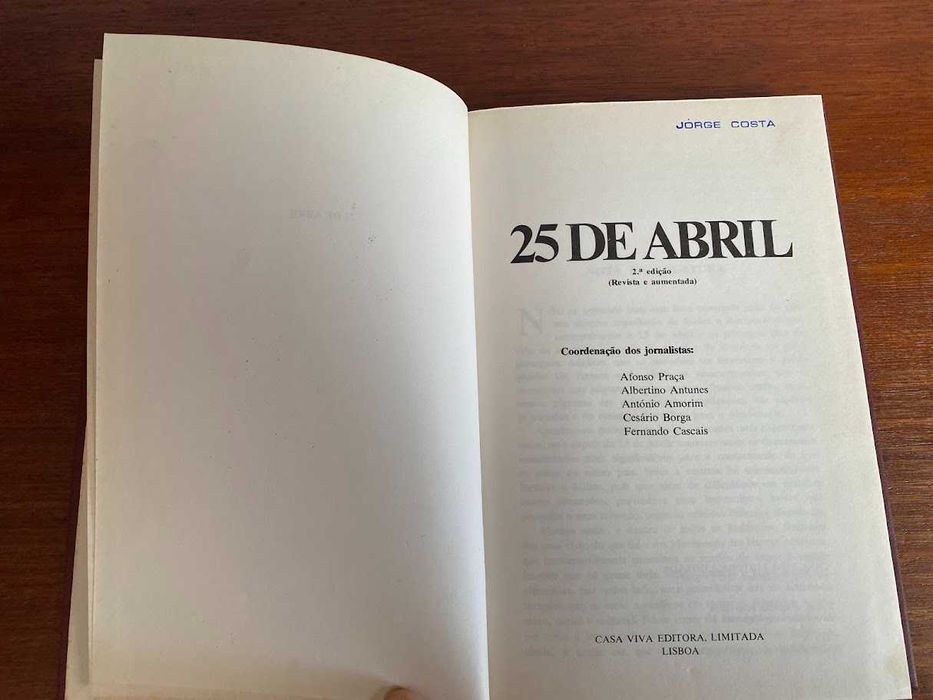 JORGE COSTA
25 DE ABRIL
2.ª edição
(Revista e aumentada)
Coordenação dos jornalistas:
Afonso Praça
Albertino Antunes
António Amorim
Cesário Borga
Fernando Cascais
CASA VIVA EDITORA, LIMITADA
LISBOA